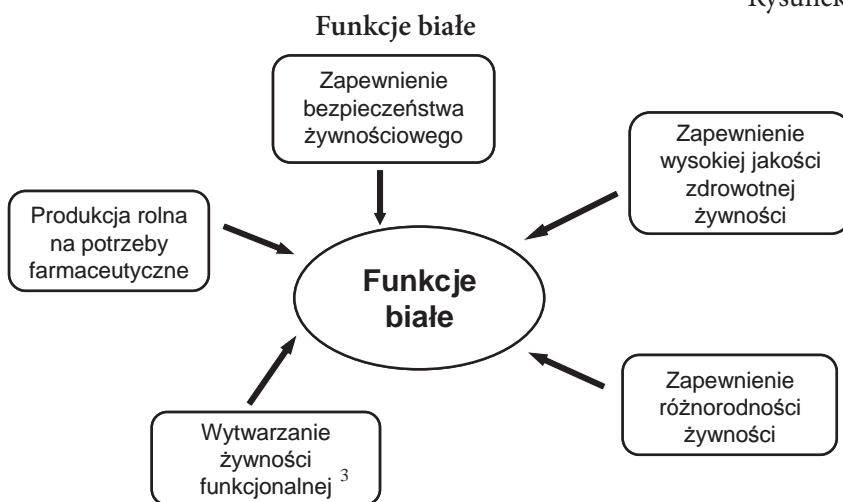 Rysunek
Funkcje białe
Zapewnienie
bezpieczeństwa
żywnościowego
Zapewnienie
wysokiej jakości
zdrowotnej
żywności
Produkcja rolna
na potrzeby
farmaceutyczne
Funkcje
białe
Zapewnienie
różnorodności
żywności
Wytwarzanie
żywności
funkcjonalnej 3